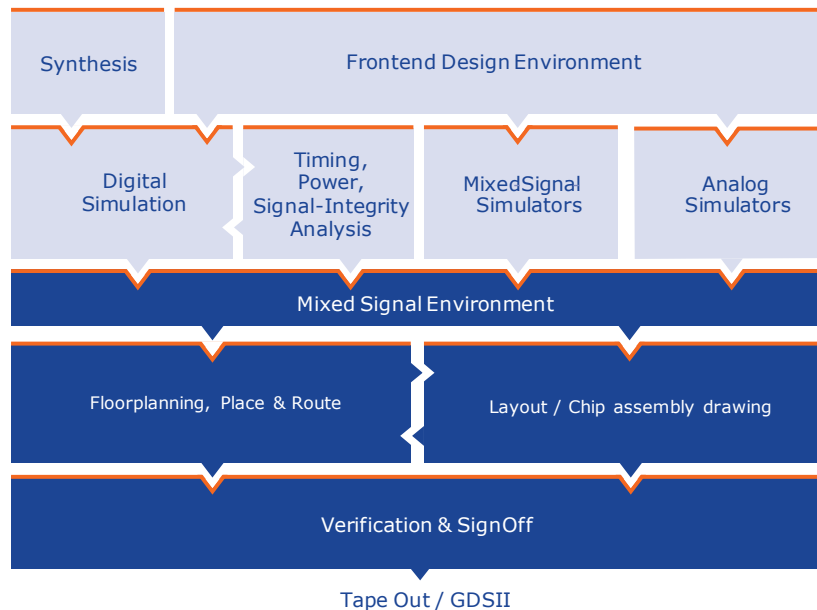 Synthesis
Frontend Design Environment
Digital
Simulation
Timing,
Power,
Signal-Integrity
Analysis
MixedSignal
Simulators
Analog
Simulators
Mixed Signal Environment
Floorplanning, Place & Route
Layout / Chip assembly drawing
Verification & SignOff
Tape Out / GDSII